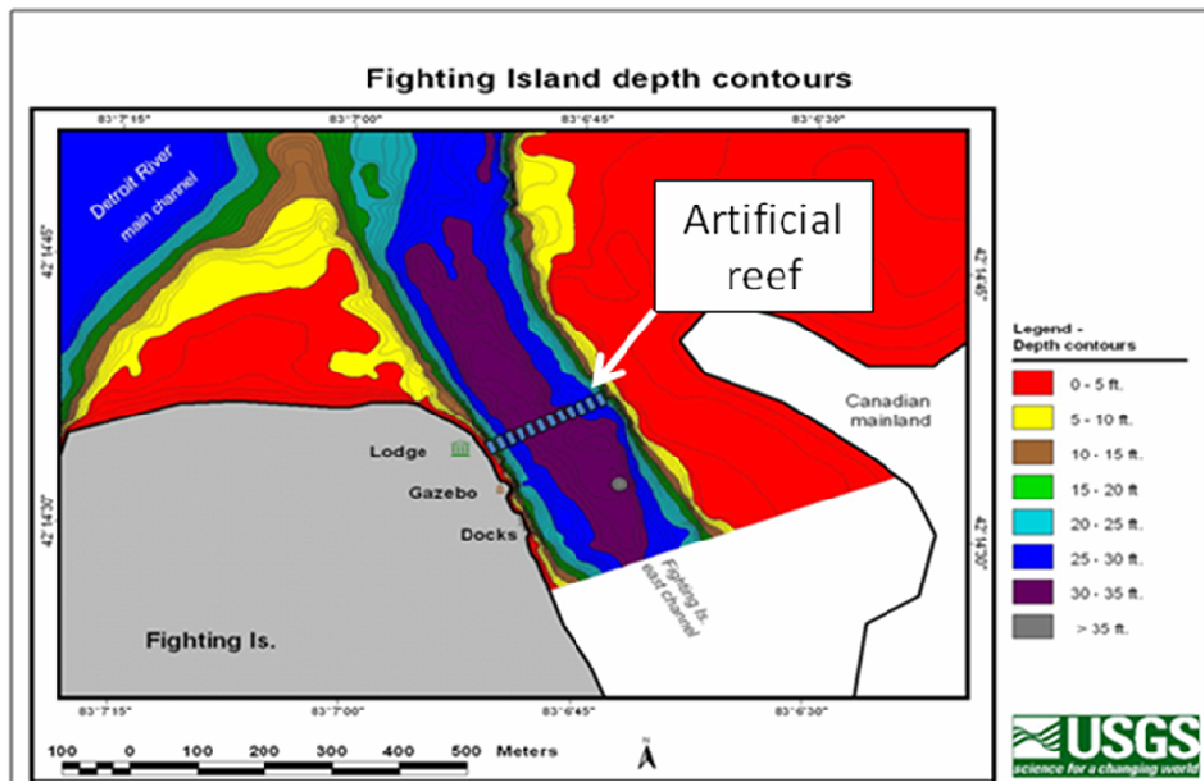 Fighting Island depth contours
83°7'15"
83°7'00"
83°6'45"
83°6'30"
Detroit River
main channel
Artificial
reef
42°14'45"
42°14'45"
Legend -
Depth contours
0 - 5 ft.
5 - 10 ft.
10 - 15 ft.
15 - 20 ft
20 - 25 ft.
25 - 30 ft.
30 - 35 ft.
> 35 ft.
Canadian
mainland
Lodge
Gazebo
Docks
42°14'30"
42°14'30"
Fighting Is.
east channel
Fighting Is.
83°7'15"
83°7'00"
83°6'45"
83°6'30"
100 0 100 200 300 400 500 Meters
N
USGS
science for a changing world